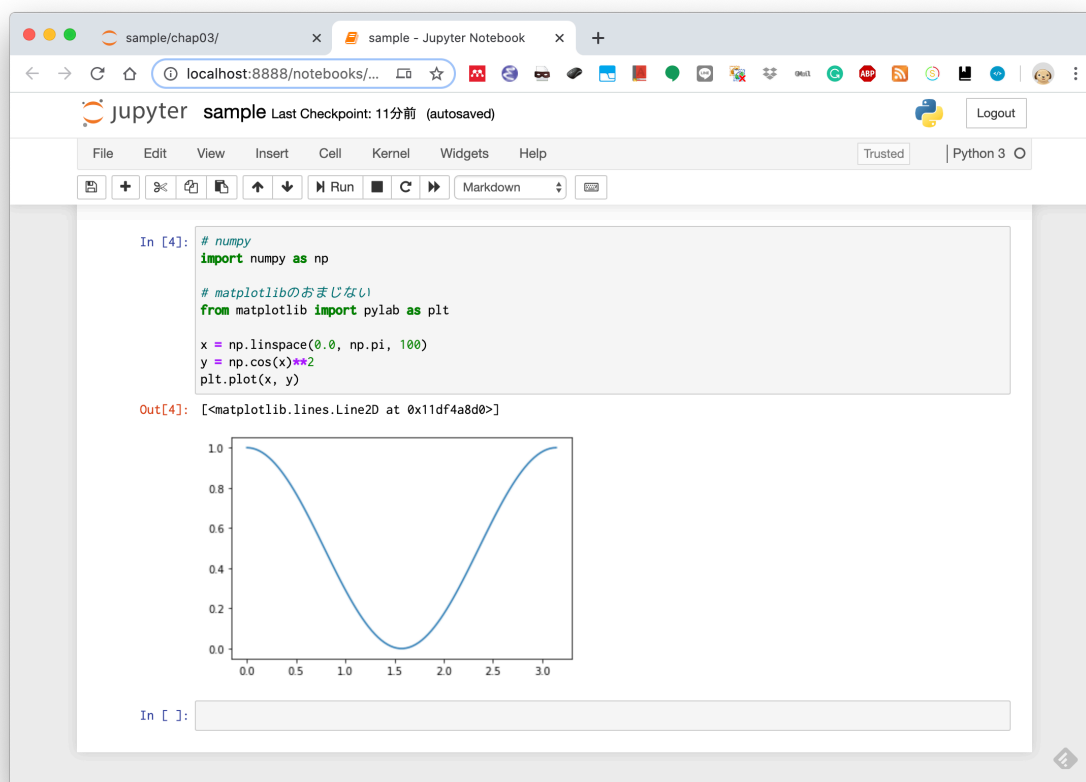 sample/chap03/
sample - Jupyter Notebook
localhost:8888/notebooks/...
ABP
jupyter sample Last Checkpoint: 11分前 (autosaved)
Logout
File Edit View Insert Cell Kernel Widgets Help
Trusted
Python 3
Run
Markdown
In [4]:
# numpy
import numpy as np
# matplotlibのおまじない
from matplotlib import pylab as plt
x = np.linspace(0.0, np.pi, 100)
y = np.cos(x)**2
plt.plot(x, y)
Out[4]: [<matplotlib.lines.Line2D at 0x11df4a8d0>]
1.0
0.8
0.6
0.4
0.2
0.0
0.0 0.5 1.0 1.5 2.0 2.5 3.0
In [ ]: